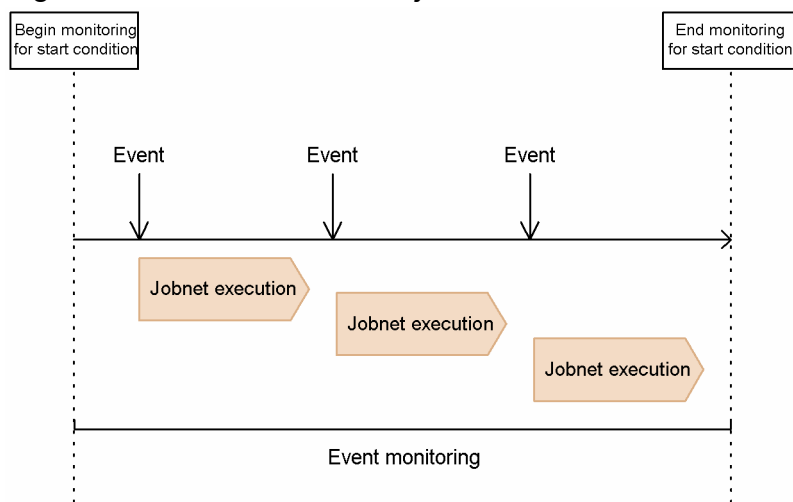 Begin monitoring
for start condition
End monitoring
for start condition
Event
Event
Event
Jobnet execution
Jobnet execution
Jobnet execution
Event monitoring